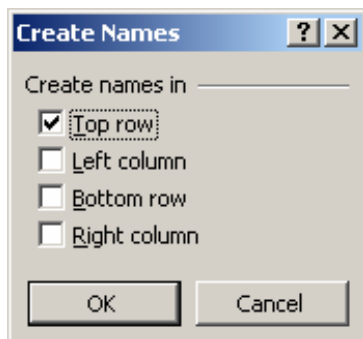 Create Names
Create names in
Top row
Left column
Bottom row
Right column
OK Cancel